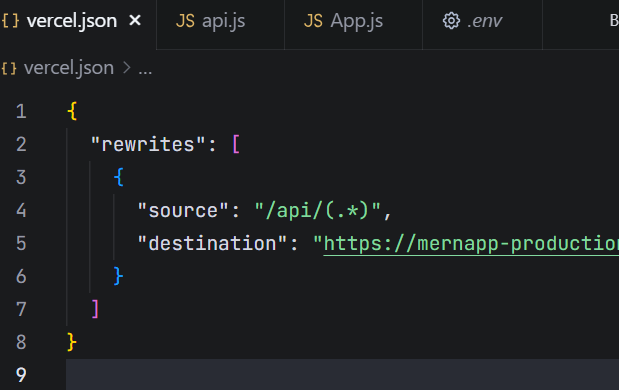 {} vercel.json × JS api.js JS App.js .env B
{} vercel.json > ...
1 {
2 "rewrites": [
3 {
4 "source": "/api/(.*)",
5 "destination": "https://mernapp-production
6 }
7 ]
8 }
9